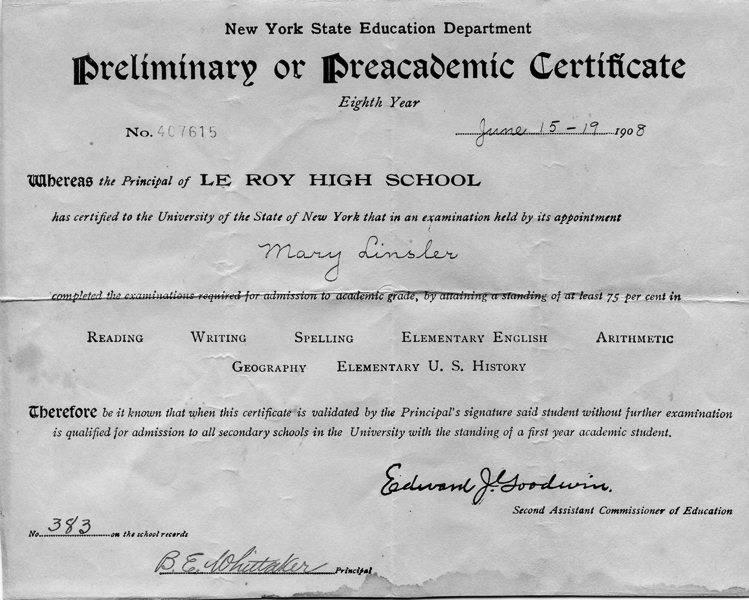 New York State Education Department
Preliminary or Preacademic Certificate
Eighth Year
No. 407615 June 15-19 1908
Whereas the Principal of LE ROY HIGH SCHOOL
has certified to the University of the State of New York that in an examination held by its appointment
Mary Linsler
completed the examinations required for admission to academic grade, by attaining a standing of at least 75 per cent in
READING WRITING SPELLING ELEMENTARY ENGLISH ARITHMETIC
GEOGRAPHY ELEMENTARY U. S. HISTORY
Therefore be it known that when this certificate is validated by the Principal's signature said student without further examination
is qualified for admission to all secondary schools in the University with the standing of a first year academic student.
Edward J. Goodwin.
Second Assistant Commissioner of Education
No. 383 on the school records
B. E. Whittaker Principal